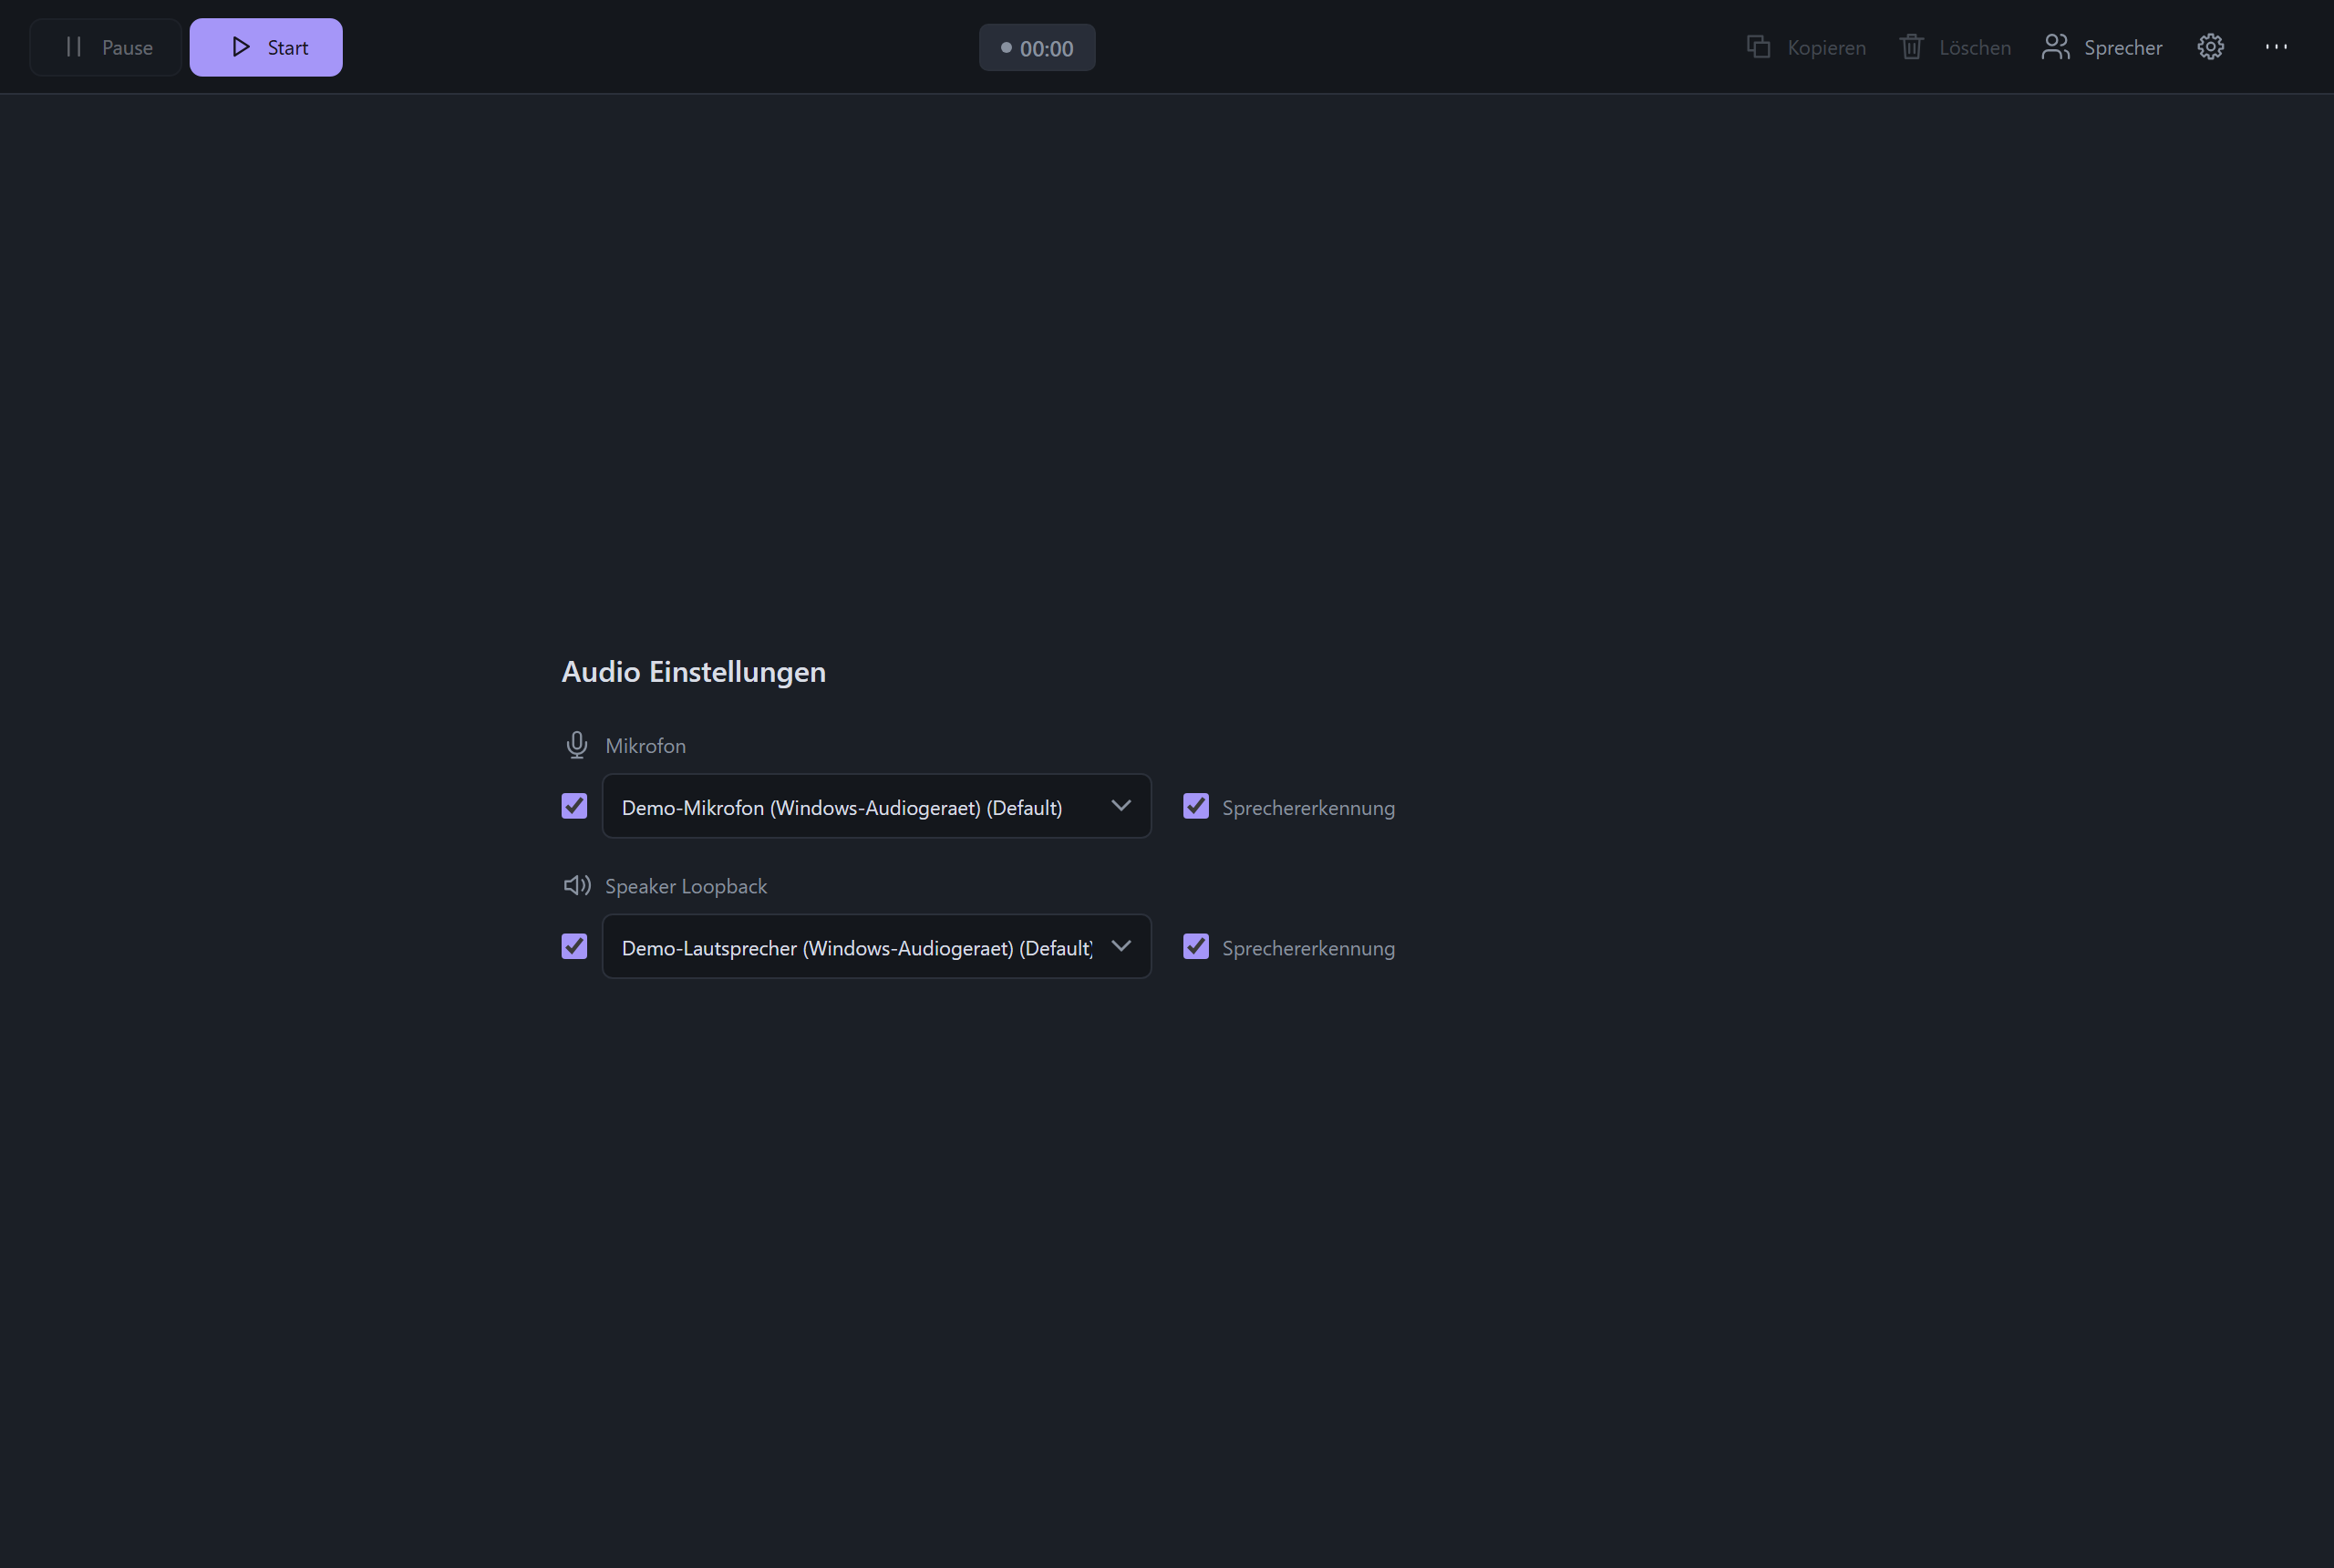 Pause Start 00:00 Kopieren Löschen Sprecher
Audio Einstellungen
Mikrofon
Demo-Mikrofon (Windows-Audiogeraet) (Default) Sprechererkennung
Speaker Loopback
Demo-Lautsprecher (Windows-Audiogeraet) (Default) Sprechererkennung